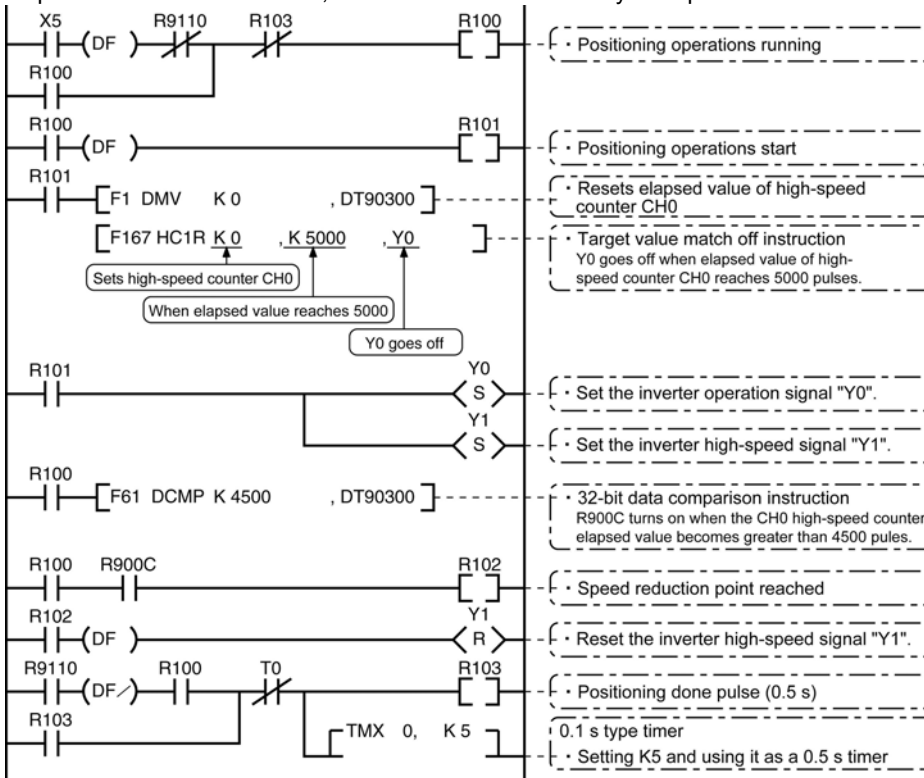 X5 R9110 R103 R100
(DF )
· Positioning operations running
R100
R100 R101
(DF )
· Positioning operations start
R101
F1 DMV K 0 , DT90300
· Resets elapsed value of high-speed
counter CH0
F167 HC1R K 0 , K 5000 , Y0
· Target value match off instruction
Y0 goes off when elapsed value of high-
speed counter CH0 reaches 5000 pulses.
Sets high-speed counter CH0
When elapsed value reaches 5000
Y0 goes off
R101 Y0
S
· Set the inverter operation signal "Y0".
Y1
S
· Set the inverter high-speed signal "Y1".
R100
F61 DCMP K 4500 , DT90300
· 32-bit data comparison instruction
R900C turns on when the CH0 high-speed counter
elapsed value becomes greater than 4500 pules.
R100 R900C R102
· Speed reduction point reached
R102 Y1
(DF ) R
· Reset the inverter high-speed signal "Y1".
R9110 R100 T0 R103
(DF/)
· Positioning done pulse (0.5 s)
R103
TMX 0, K 5
0.1 s type timer
· Setting K5 and using it as a 0.5 s timer